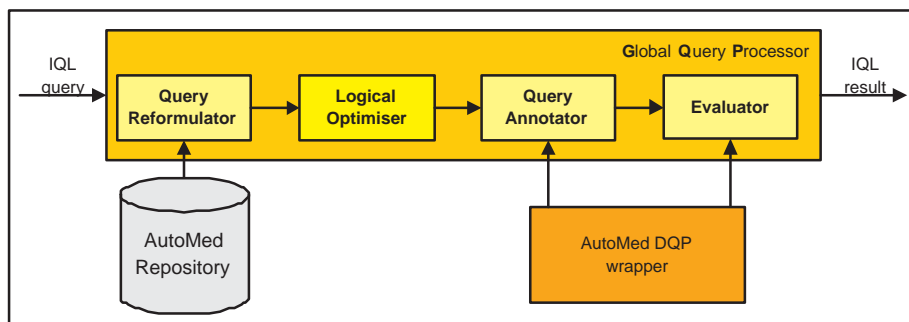 Global Query Processor
IQL
query
IQL
result
Query
Reformulator
Logical
Optimiser
Query
Annotator
Evaluator
AutoMed
Repository
AutoMed DQP
wrapper